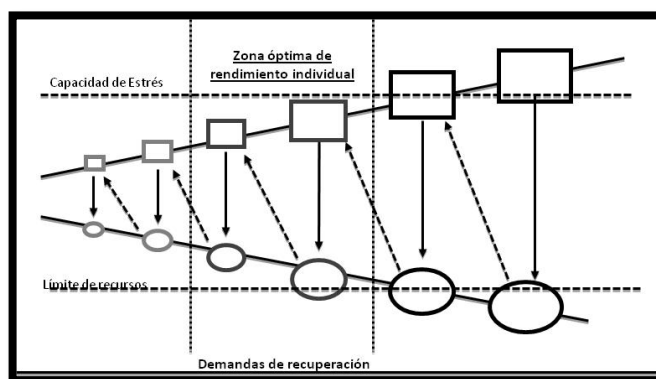 Zona óptima de
rendimiento individual
Capacidad de Estrés
Límite de recursos
Demandas de recuperación